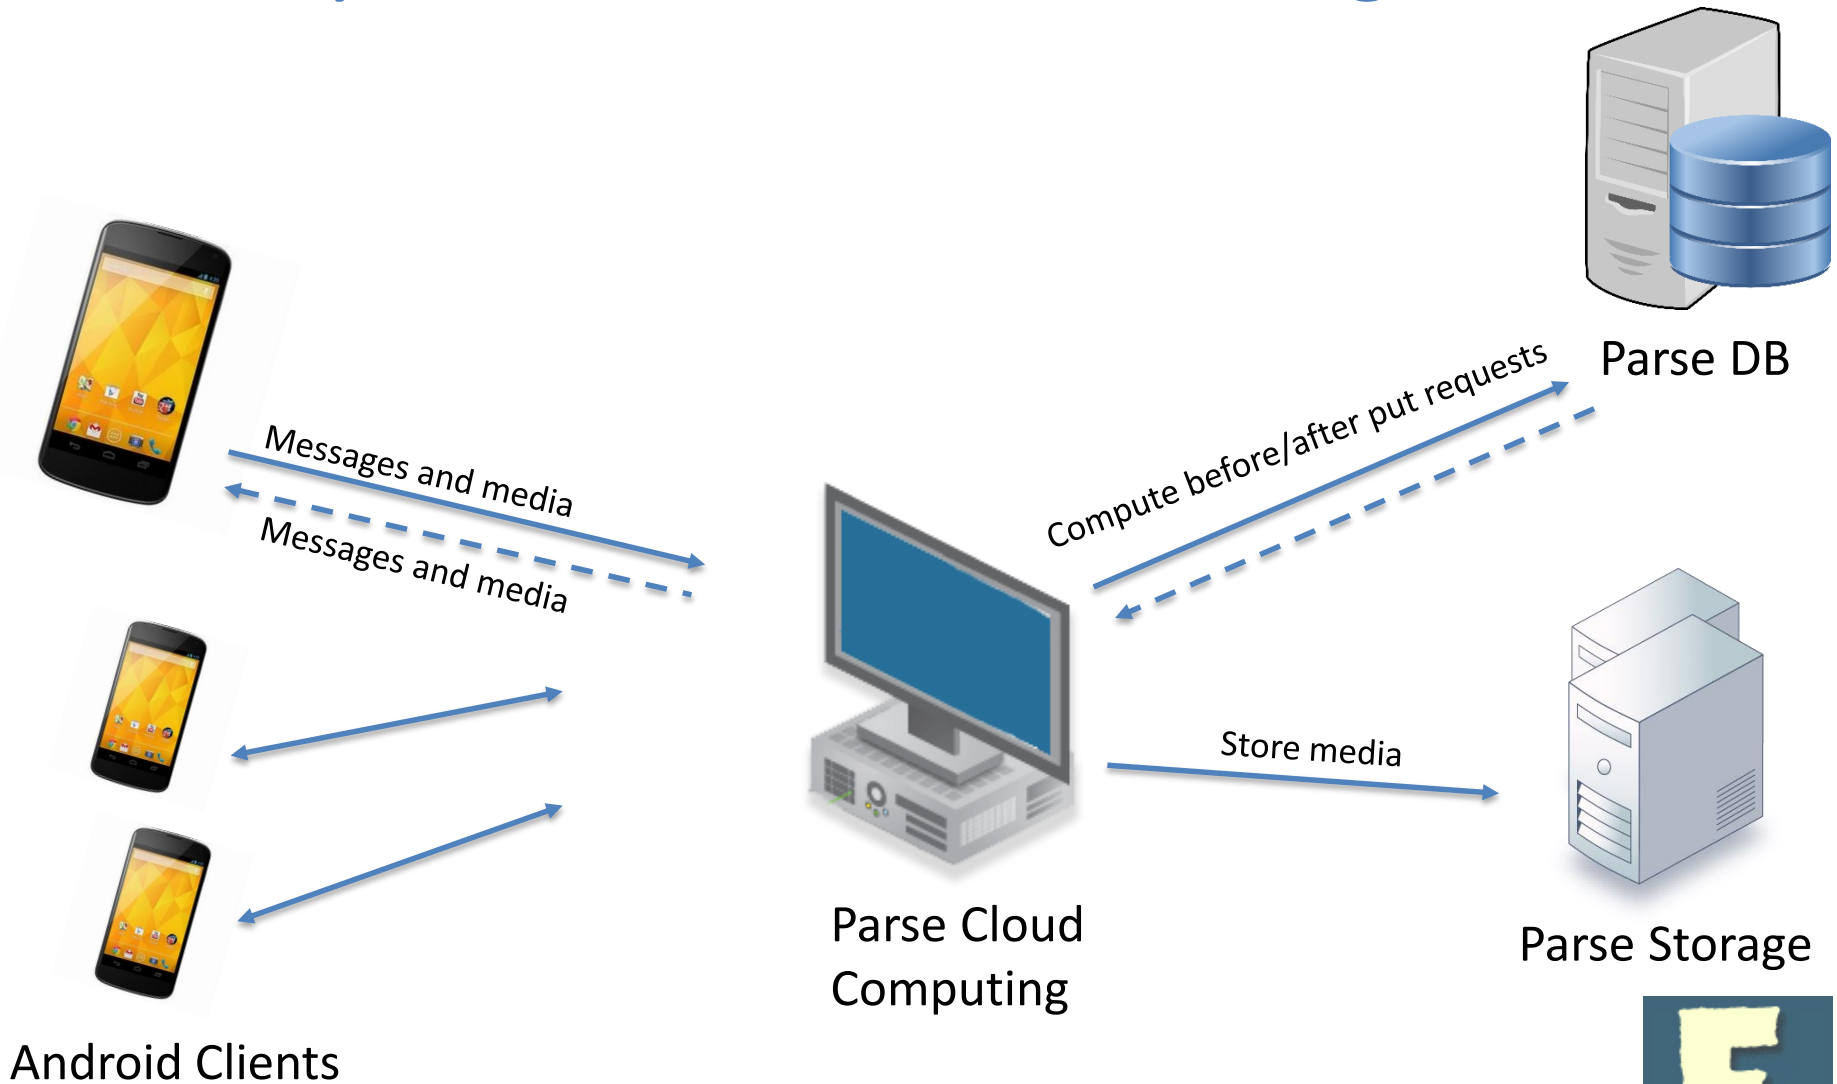 Parse DB
Compute before/after put requests
Messages and media
Messages and media
Store media
Parse Cloud
Computing
Parse Storage
Android Clients